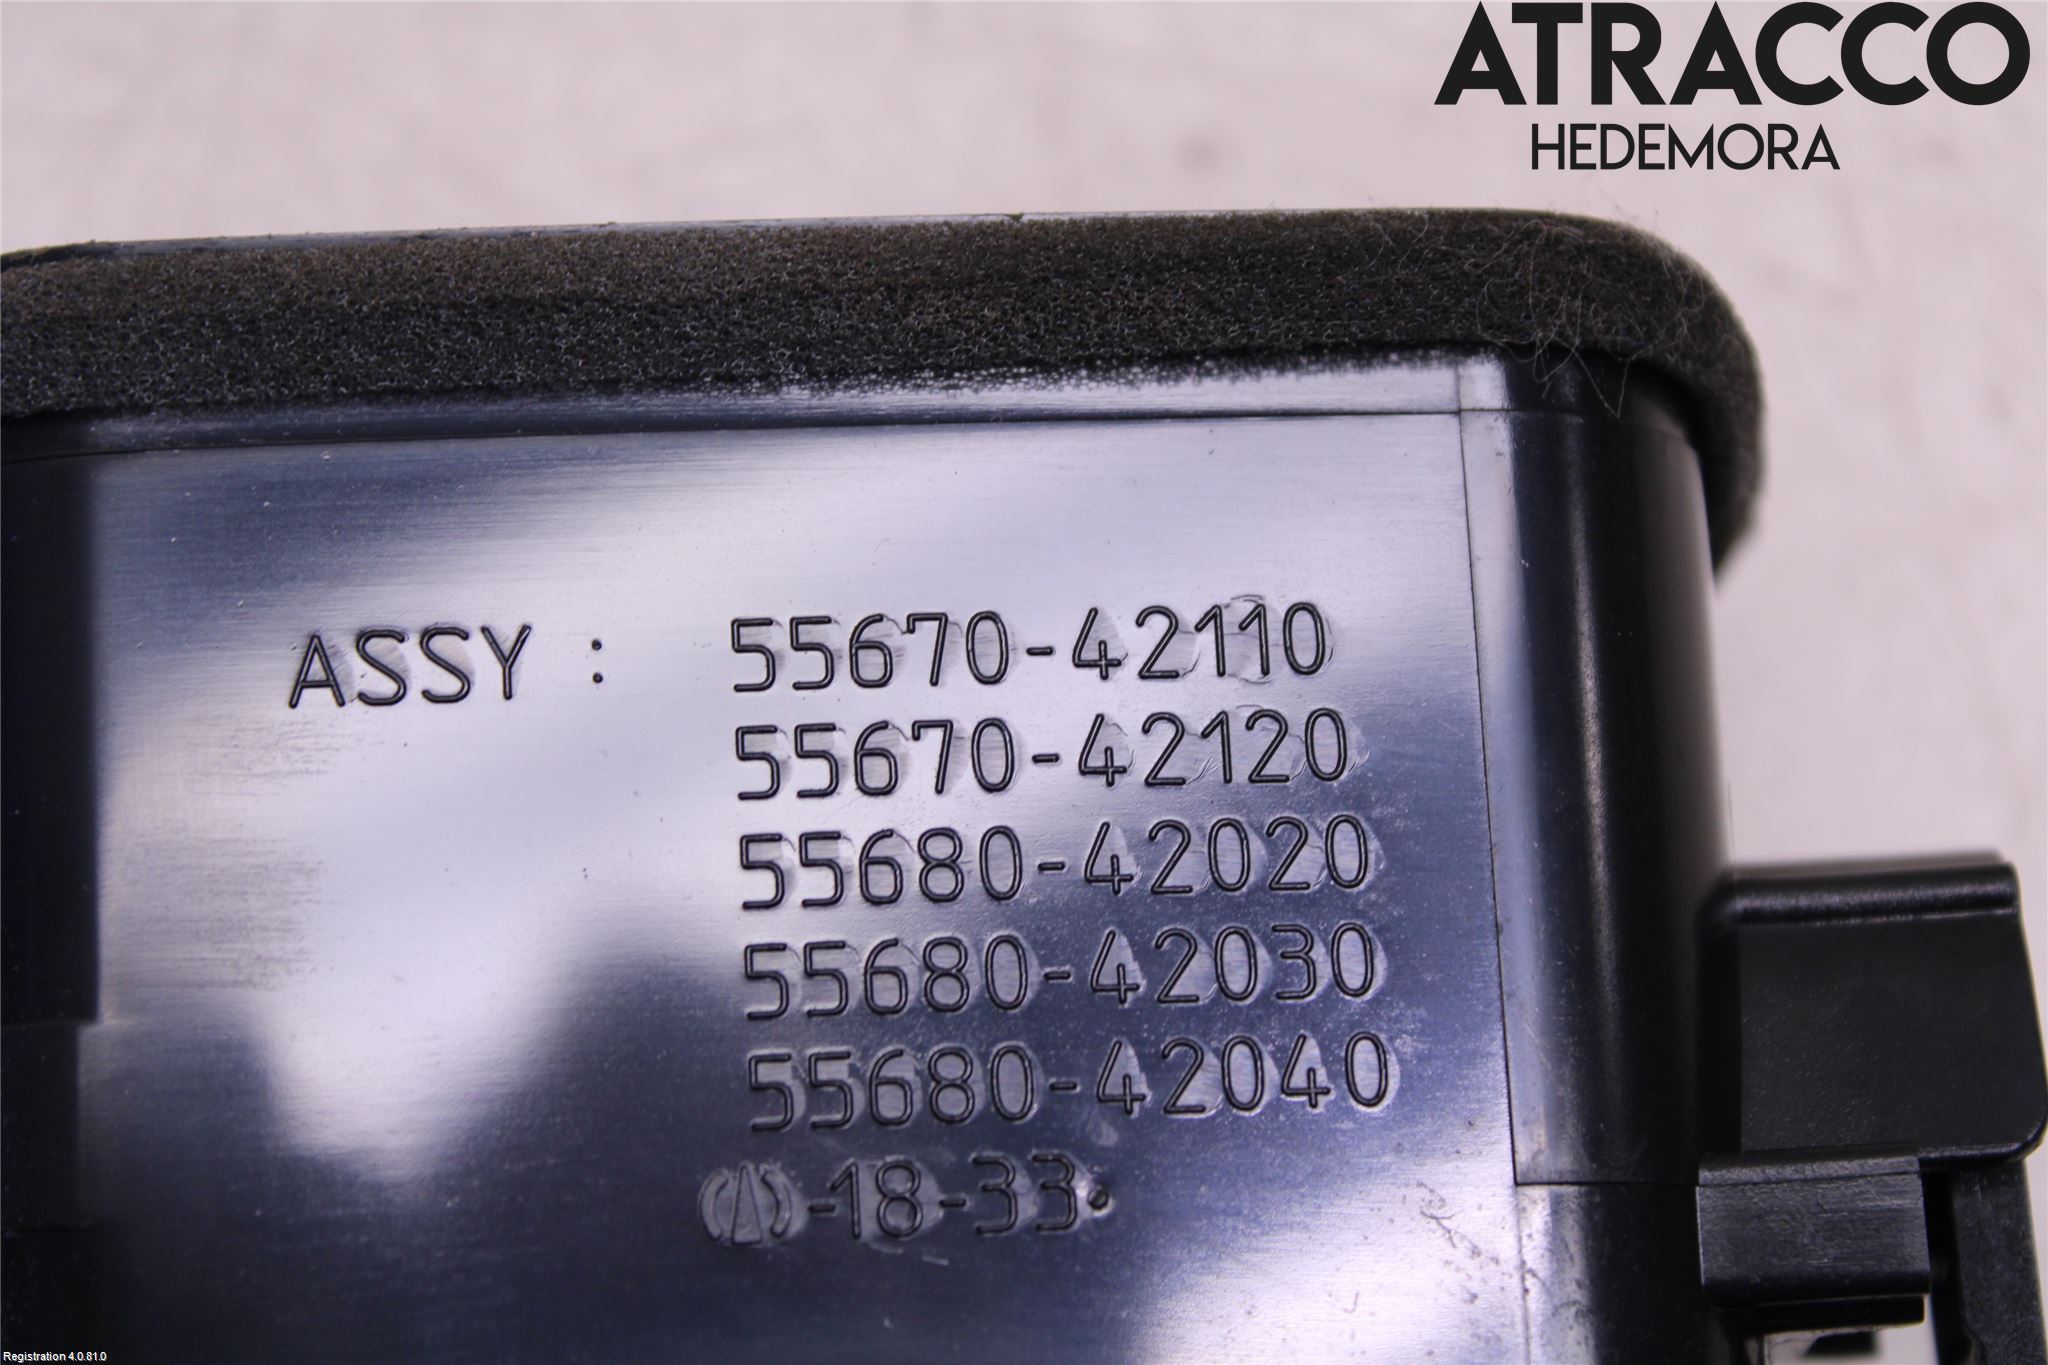 ATRACCO
HEDEMORA
ASSY : 55670-42110
55670-42120
55680-42020
55680-42030
55680-42040
-18-33.
Registration 4.0.81.0